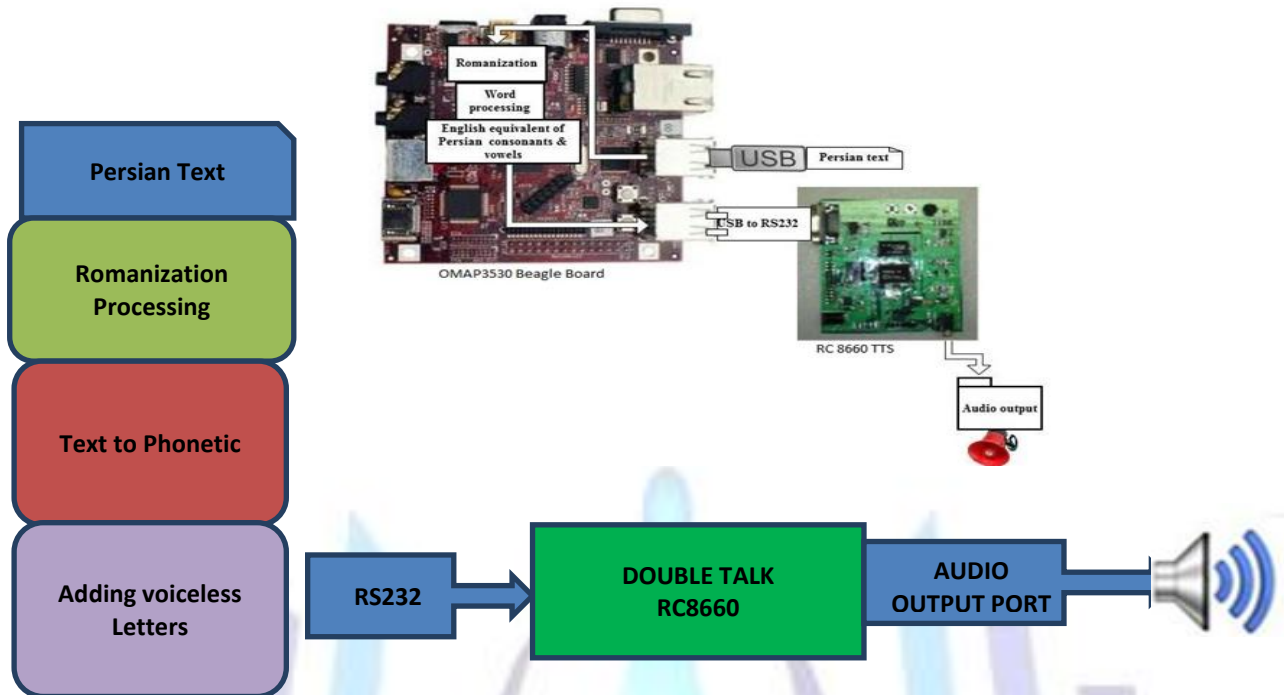 Romanization
Word
processing
English equivalent of
Persian consonants &
vowels
USB
Persian text
USB to RS232
OMAP3530 Beagle Board
RC 8660 TTS
Audio output
Persian Text
Romanization
Processing
Text to Phonetic
Adding voiceless
Letters
RS232
DOUBLE TALK
RC8660
AUDIO
OUTPUT PORT